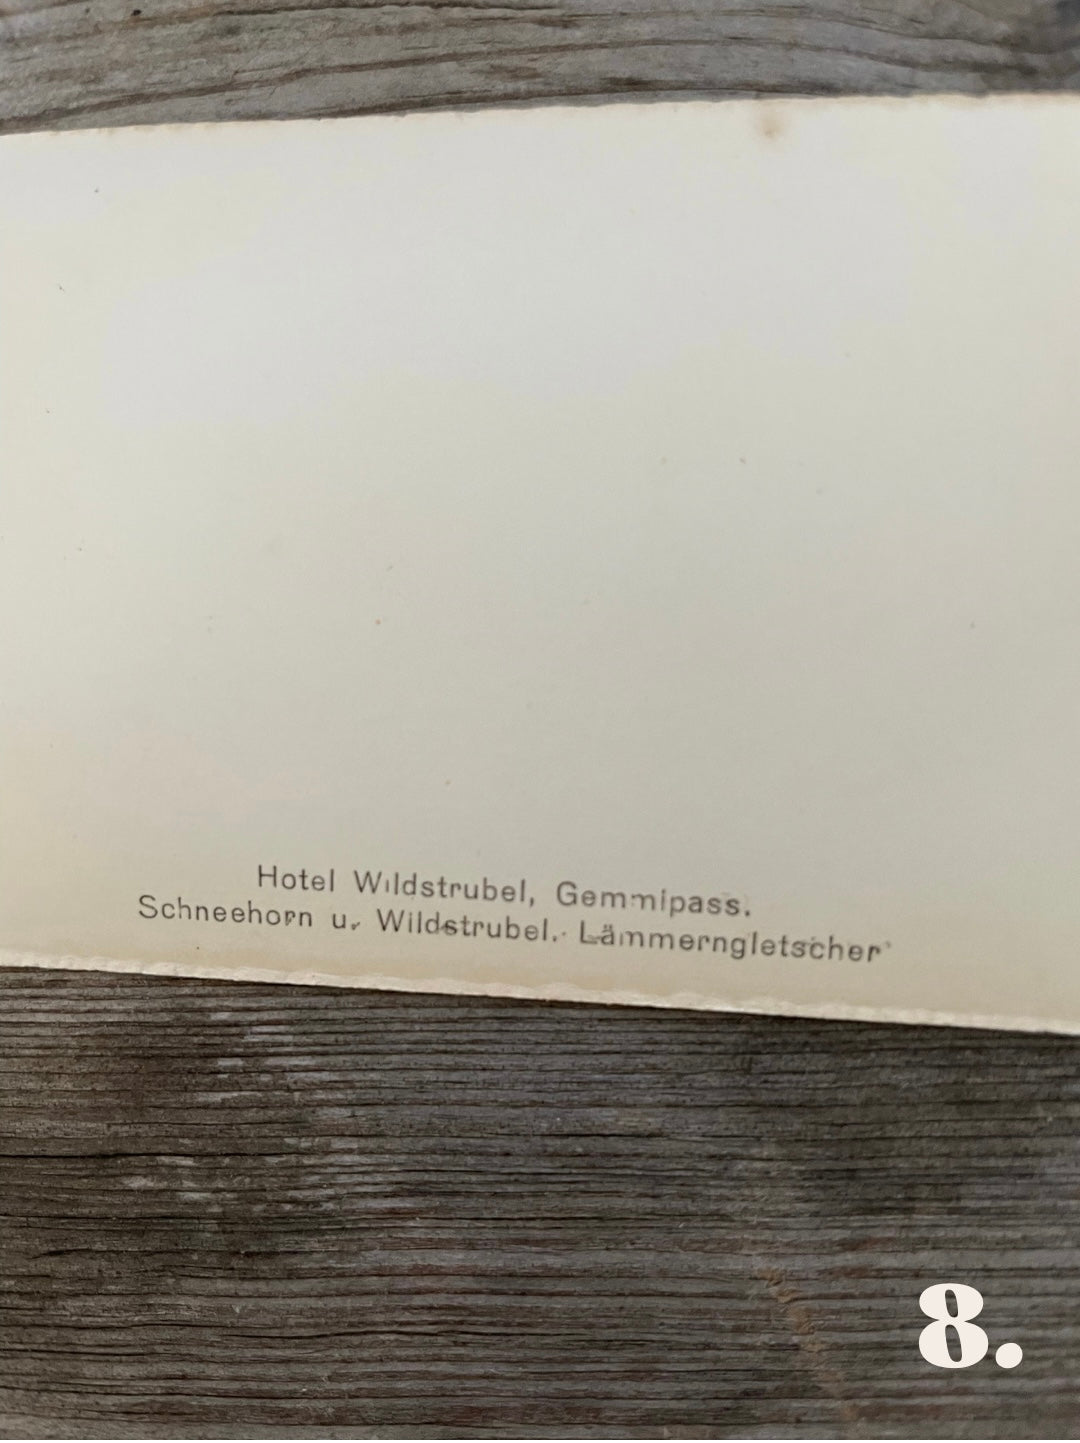 Hotel Wildstrubel, Gemmipass.
Schneehorn u. Wildstrubel. Lämmerngletscher
8.